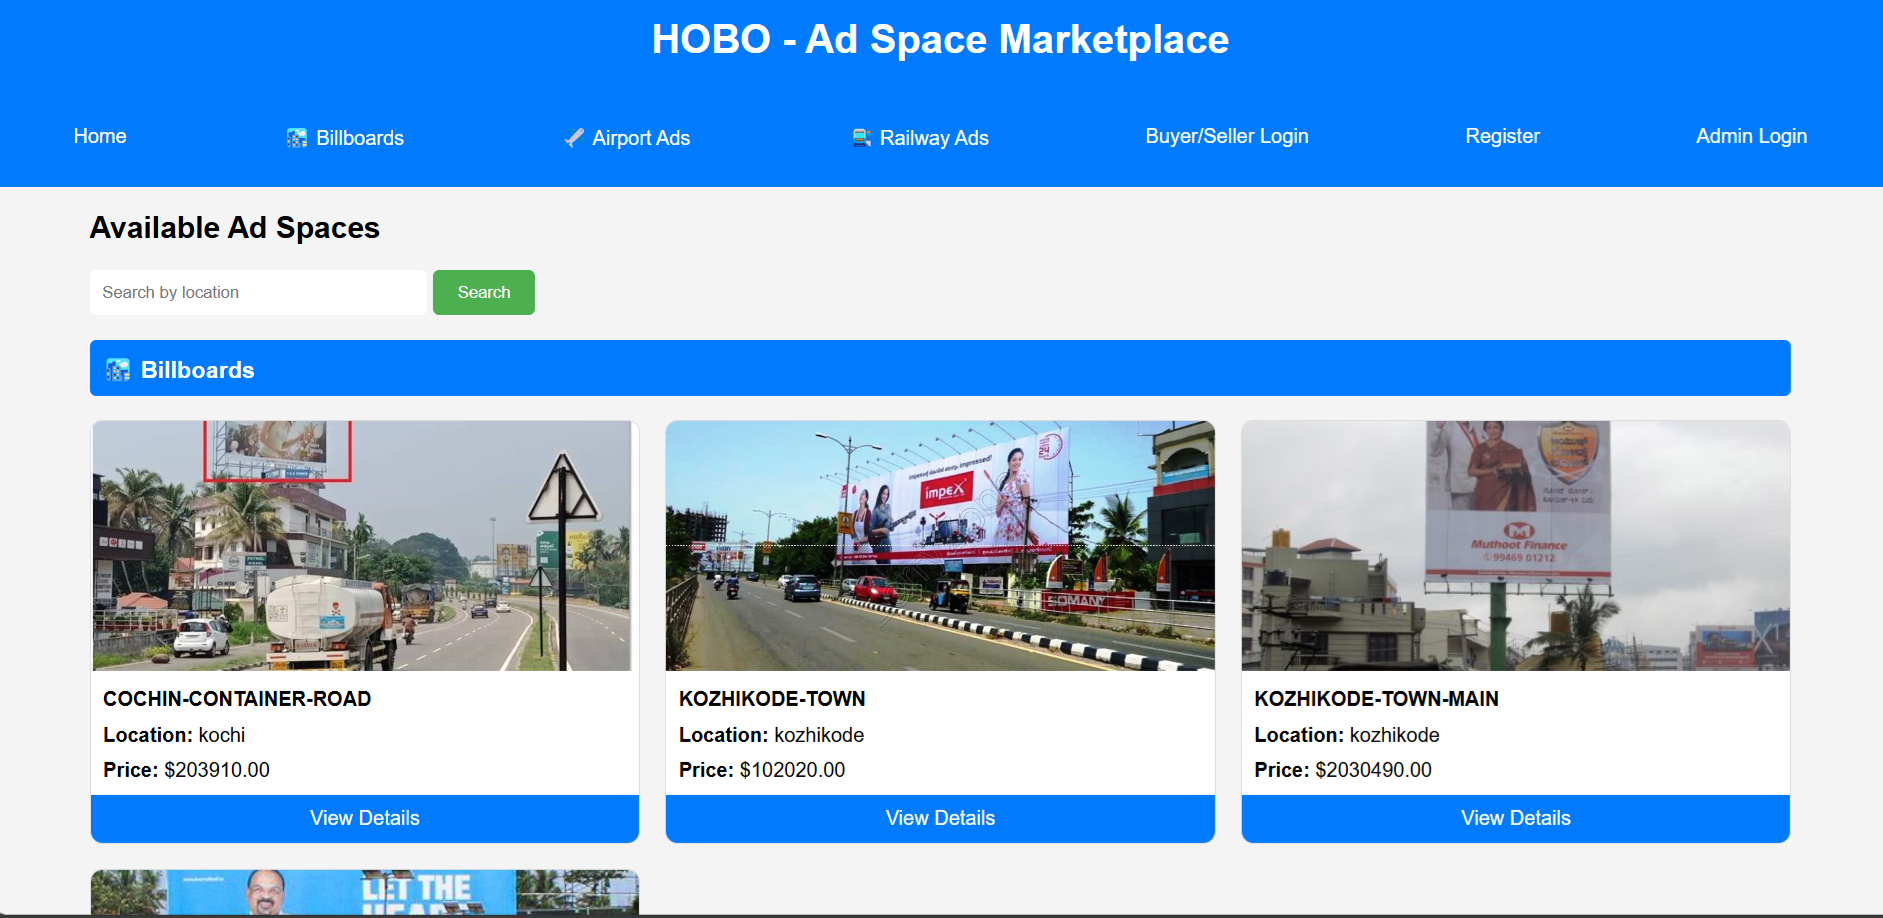 HOBO - Ad Space Marketplace
Home
Billboards
Airport Ads
Railway Ads
Buyer/Seller Login
Register
Admin Login
Available Ad Spaces
Search by location
Search
Billboards
impressed!
impex
SOMANY
Muthoot Finance
99469 01212
COCHIN-CONTAINER-ROAD
Location: kochi
Price: $203910.00
View Details
KOZHIKODE-TOWN
Location: kozhikode
Price: $102020.00
View Details
KOZHIKODE-TOWN-MAIN
Location: kozhikode
Price: $2030490.00
View Details
LET THE